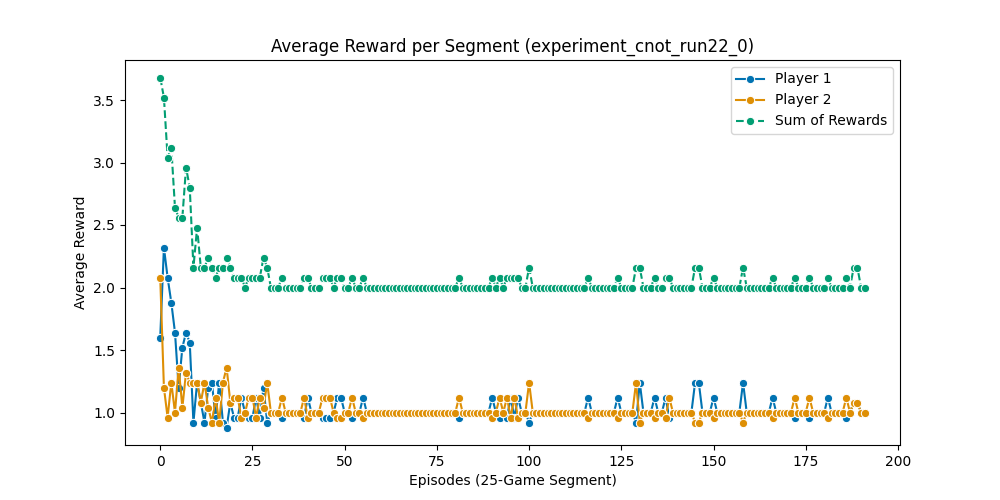 Average Reward per Segment (experiment_cnot_run22_0)
Player 1
Player 2
Sum of Rewards
Average Reward
3.5
3.0
2.5
2.0
1.5
1.0
0 25 50 75 100 125 150 175 200
Episodes (25-Game Segment)